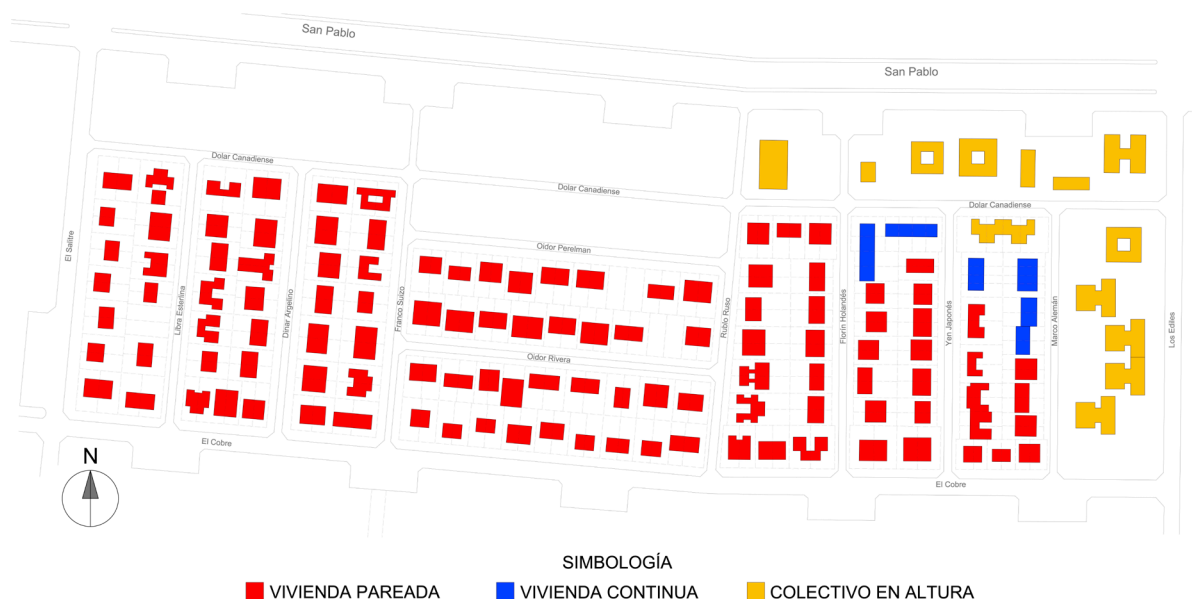 San Pablo
San Pablo
Dolar Canadiense
Dolar Canadiense
Dolar Canadiense
El Salitre
Libra Esterlina
Dinar Argelino
Franco Suizo
Oidor Perelman
Oidor Rivera
Rublo Ruso
Florín Holandés
Yen Japonés
Marco Alemán
Los Ediles
El Cobre
El Cobre
N
SIMBOLOGÍA
VIVIENDA PAREADA
VIVIENDA CONTINUA
COLECTIVO EN ALTURA